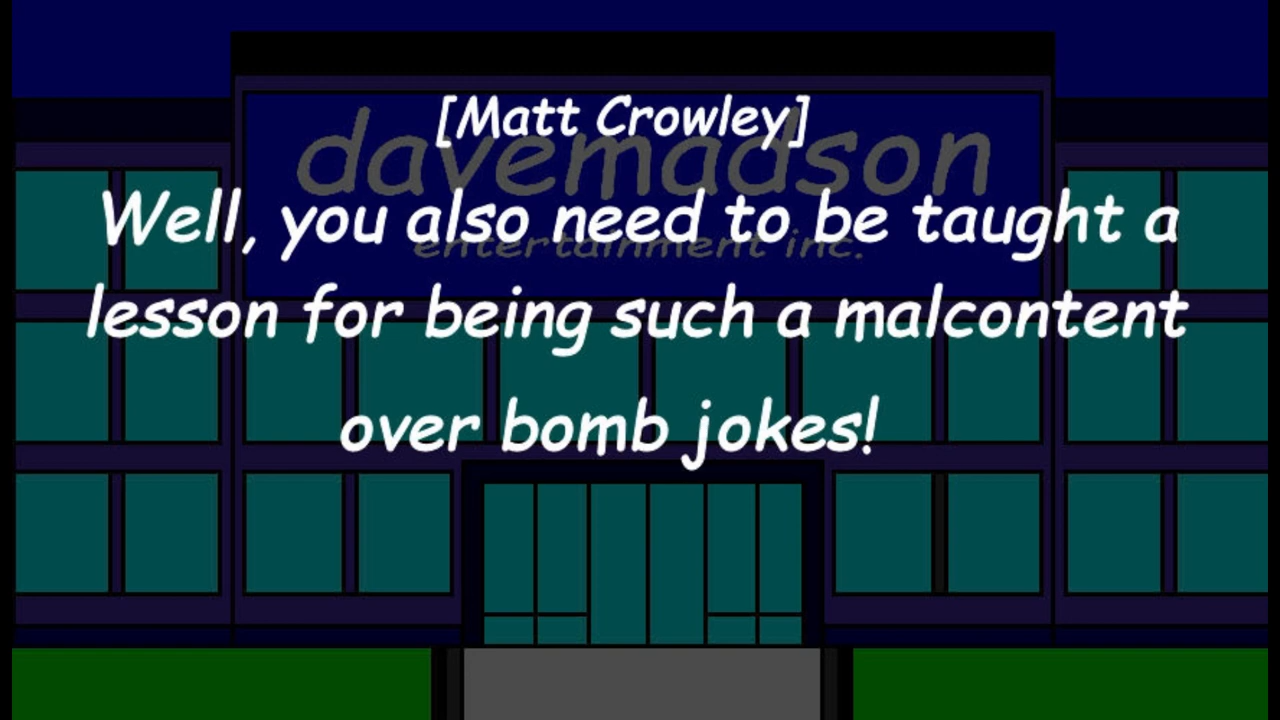 [Matt Crowley]
davemadson
Well, you also need to be taught a
entertainment inc.
lesson for being such a malcontent
over bomb jokes!